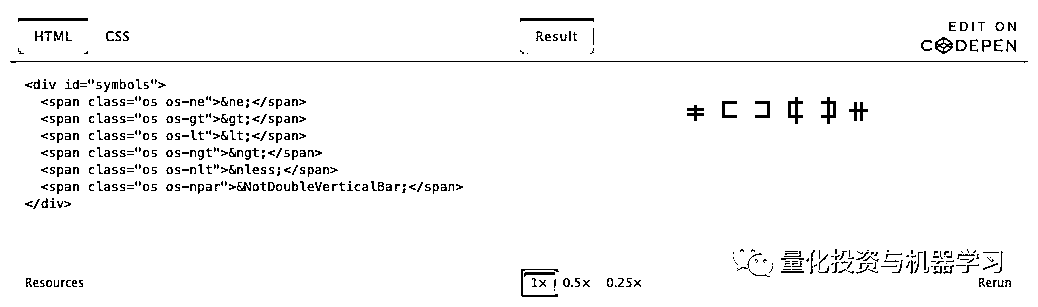 HTML CSS Result EDIT ON
CODEPEN
<div id="symbols">
<span class="os os-ne">&ne;</span>
<span class="os os-gt">&gt;</span>
<span class="os os-lt">&lt;</span>
<span class="os os-ngt">&ngt;</span>
<span class="os os-nlt">&nless;</span>
<span class="os os-npar">&NotDoubleVerticalBar;</span>
</div>
量化投资与机器学习
Resources 1× 0.5× 0.25× Rerun